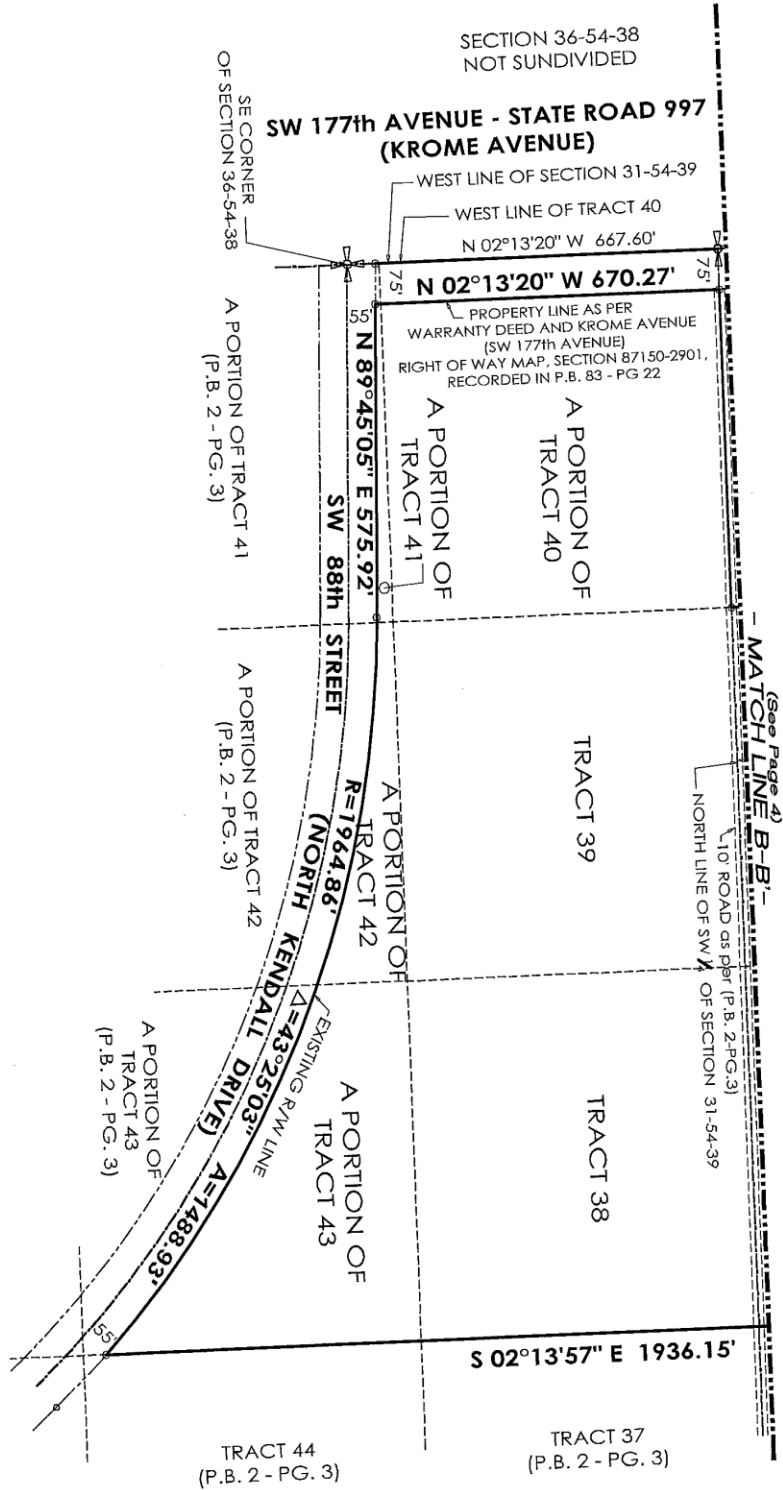 SECTION 36-54-38
NOT SUNDIVIDED
SW 177th AVENUE - STATE ROAD 997
(KROME AVENUE)
SE CORNER
OF SECTION 36-54-38
WEST LINE OF SECTION 31-54-39
WEST LINE OF TRACT 40
N 02°13'20" W 667.60'
75'
75'
N 02°13'20" W 670.27'
55'
PROPERTY LINE AS PER
WARRANTY DEED AND KROME AVENUE
(SW 177th AVENUE)
RIGHT OF WAY MAP, SECTION 87150-2901,
RECORDED IN P.B. 83 - PG 22
N 89°45'05" E 575.92'
A PORTION OF
TRACT 41
A PORTION OF
TRACT 40
A PORTION OF TRACT 41
(P.B. 2 - PG. 3)
SW 88th STREET
(NORTH KENDALL DRIVE)
(See Page 4)
- MATCH LINE B-B'-
10' ROAD as per (P.B. 2-PG.3)
NORTH LINE OF SW ¼ OF SECTION 31-54-39
TRACT 39
A PORTION OF
TRACT 42
R=1964.86'
A PORTION OF TRACT 42
(P.B. 2 - PG. 3)
EXISTING R/W LINE
Δ=43°25'03"
A=1488.93'
TRACT 38
A PORTION OF
TRACT 43
A PORTION OF
TRACT 43
(P.B. 2 - PG. 3)
55'
S 02°13'57" E 1936.15'
TRACT 44
(P.B. 2 - PG. 3)
TRACT 37
(P.B. 2 - PG. 3)